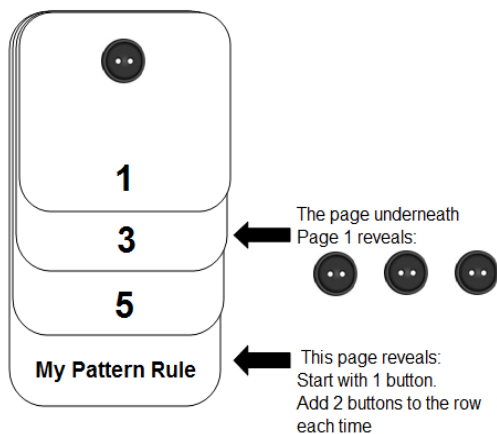 1
3
The page underneath
Page 1 reveals:
5
My Pattern Rule
This page reveals:
Start with 1 button.
Add 2 buttons to the row
each time